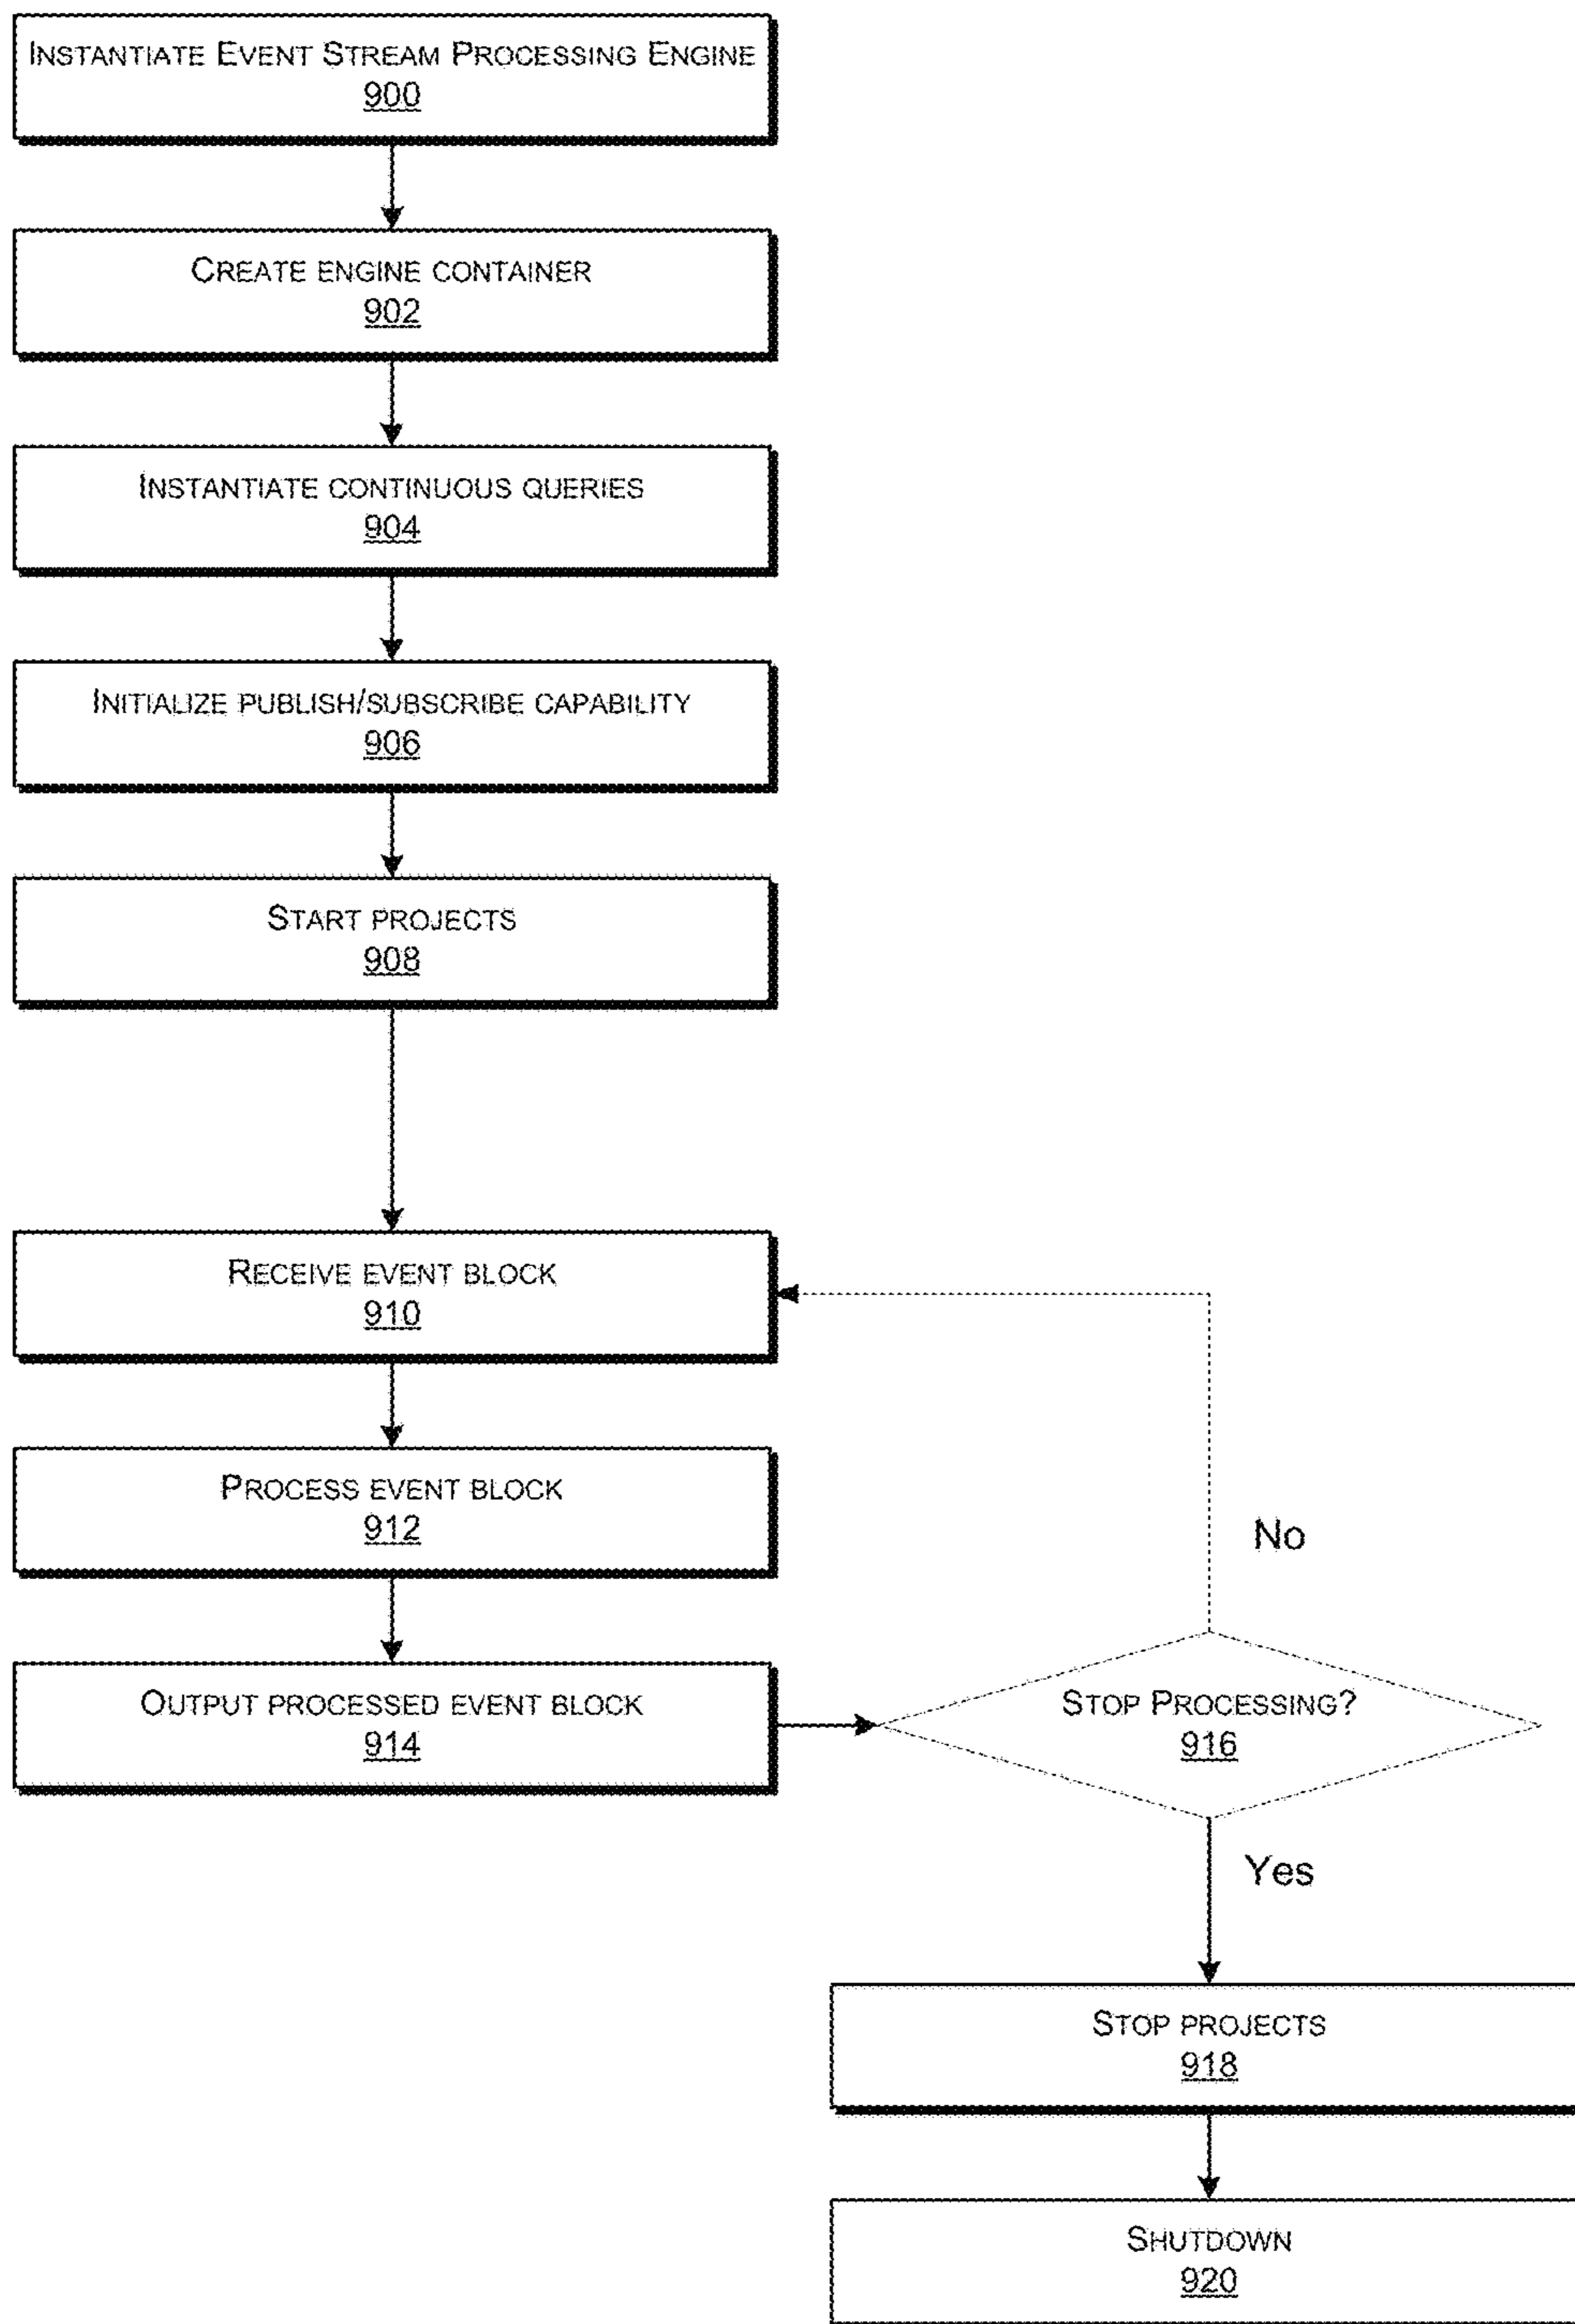 INSTANTIATE EVENT STREAM PROCESSING ENGINE
900
CREATE ENGINE CONTAINER
902
INSTANTIATE CONTINUOUS QUERIES
904
INITIALIZE PUBLISH/SUBSCRIBE CAPABILITY
906
START PROJECTS
908
RECEIVE EVENT BLOCK
910
PROCESS EVENT BLOCK
912
No
OUTPUT PROCESSED EVENT BLOCK
914
STOP PROCESSING?
916
Yes
STOP PROJECTS
918
SHUTDOWN
920